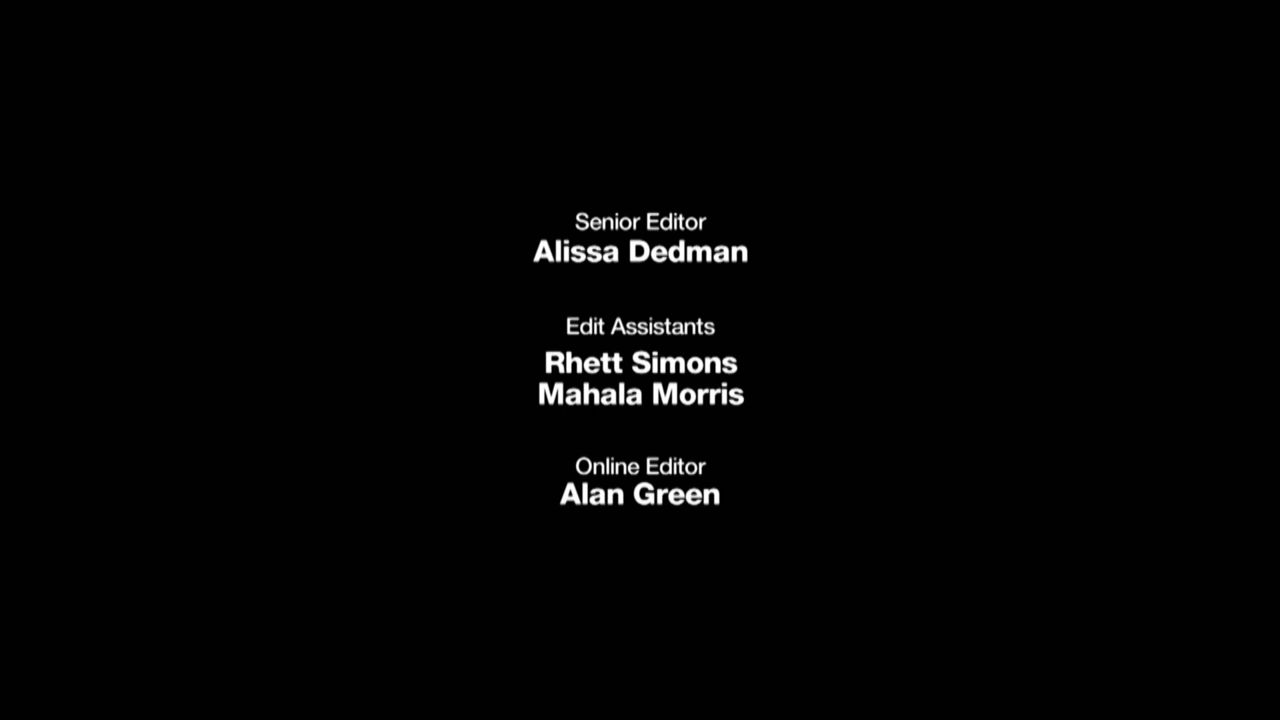 Senior Editor
Alissa Dedman
Edit Assistants
Rhett Simons
Mahala Morris
Online Editor
Alan Green